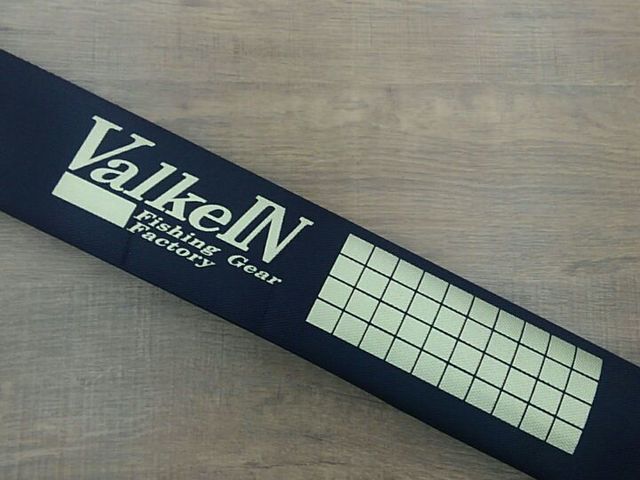 ValkeIN
Fishing Gear
Factory